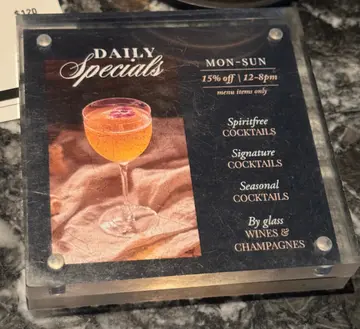 $120
DAILY
Specials
MON-SUN
15% off \ 12-8pm
menu items only
Spiritfree
COCKTAILS
Signature
COCKTAILS
Seasonal
COCKTAILS
By glass
WINES &
CHAMPAGNES